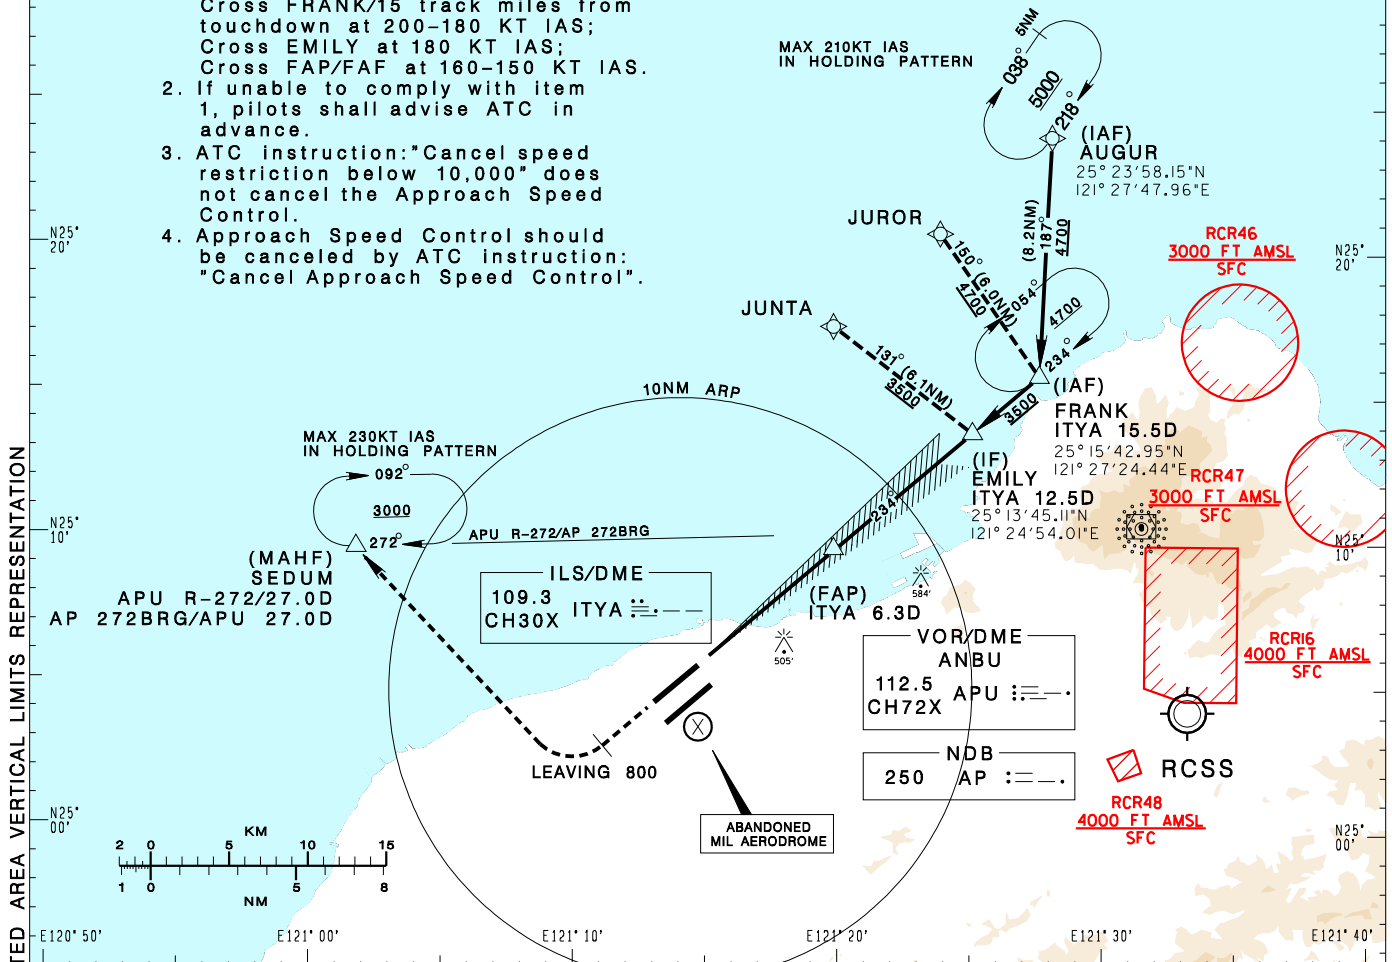 Cross FRANK/15 track miles from
touchdown at 200-180 KT IAS;
Cross EMILY at 180 KT IAS;
Cross FAP/FAF at 160-150 KT IAS.
2. If unable to comply with item
1, pilots shall advise ATC in
advance.
3. ATC instruction:"Cancel speed
restriction below 10,000" does
not cancel the Approach Speed
Control.
4. Approach Speed Control should
be canceled by ATC instruction:
"Cancel Approach Speed Control".
MAX 210KT IAS
IN HOLDING PATTERN
5NM
038°
5000
218°
(IAF)
AUGUR
25°23'58.15"N
121°27'47.96"E
JUROR
150° (6.0NM)
4700
(8.2NM)
187°
4700
054°
4700
234°
RCR46
3000 FT AMSL
SFC
N25°
20'
N25°
20'
JUNTA
131° (6.1NM)
3500
3500
(IAF)
FRANK
ITYA 15.5D
25°15'42.95"N
121°27'24.44"E
10NM ARP
MAX 230KT IAS
IN HOLDING PATTERN
092°
3000
272°
APU R-272/AP 272BRG
(MAHF)
SEDUM
APU R-272/27.0D
AP 272BRG/APU 27.0D
(IF)
EMILY
ITYA 12.5D
25°13'45.11"N
121°24'54.01"E
234°
RCR47
3000 FT AMSL
SFC
N25°
10'
N25°
10'
ILS/DME
109.3
CH30X
ITYA
(FAP)
ITYA 6.3D
584'
505'
VOR/DME
ANBU
112.5
CH72X
APU
NDB
250
AP
RCR16
4000 FT AMSL
SFC
RCSS
RCR48
4000 FT AMSL
SFC
LEAVING 800
ABANDONED
MIL AERODROME
N25°
00'
N25°
00'
KM
2 0 5 10 15
1 0 5 8
NM
E120°50'
E121°00'
E121°10'
E121°20'
E121°30'
E121°40'
TED AREA VERTICAL LIMITS REPRESENTATION